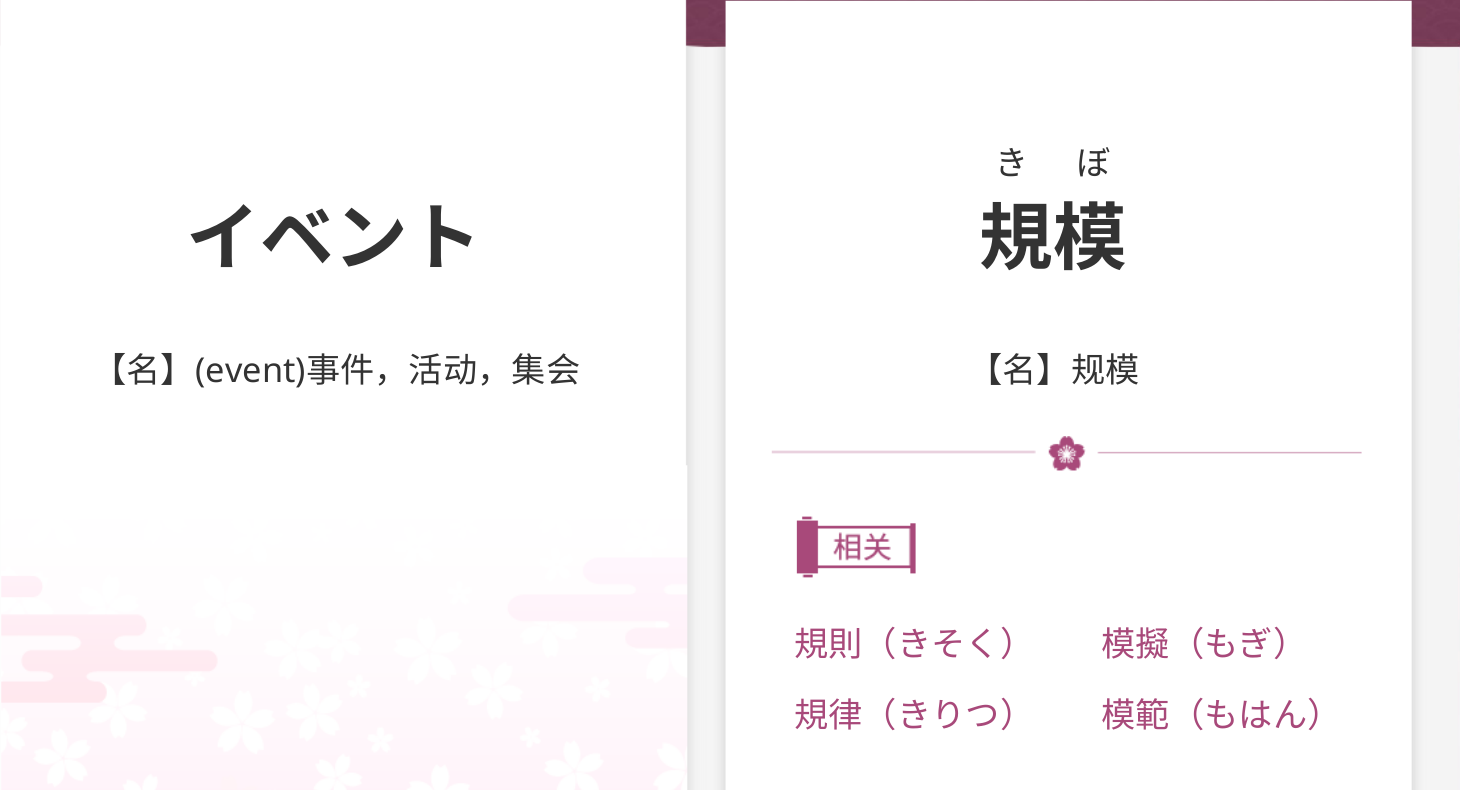 イベント
【名】(event)事件，活动，集会
きぼ
規模
【名】规模
相关
規則（きそく）
模擬（もぎ）
規律（きりつ）
模範（もはん）